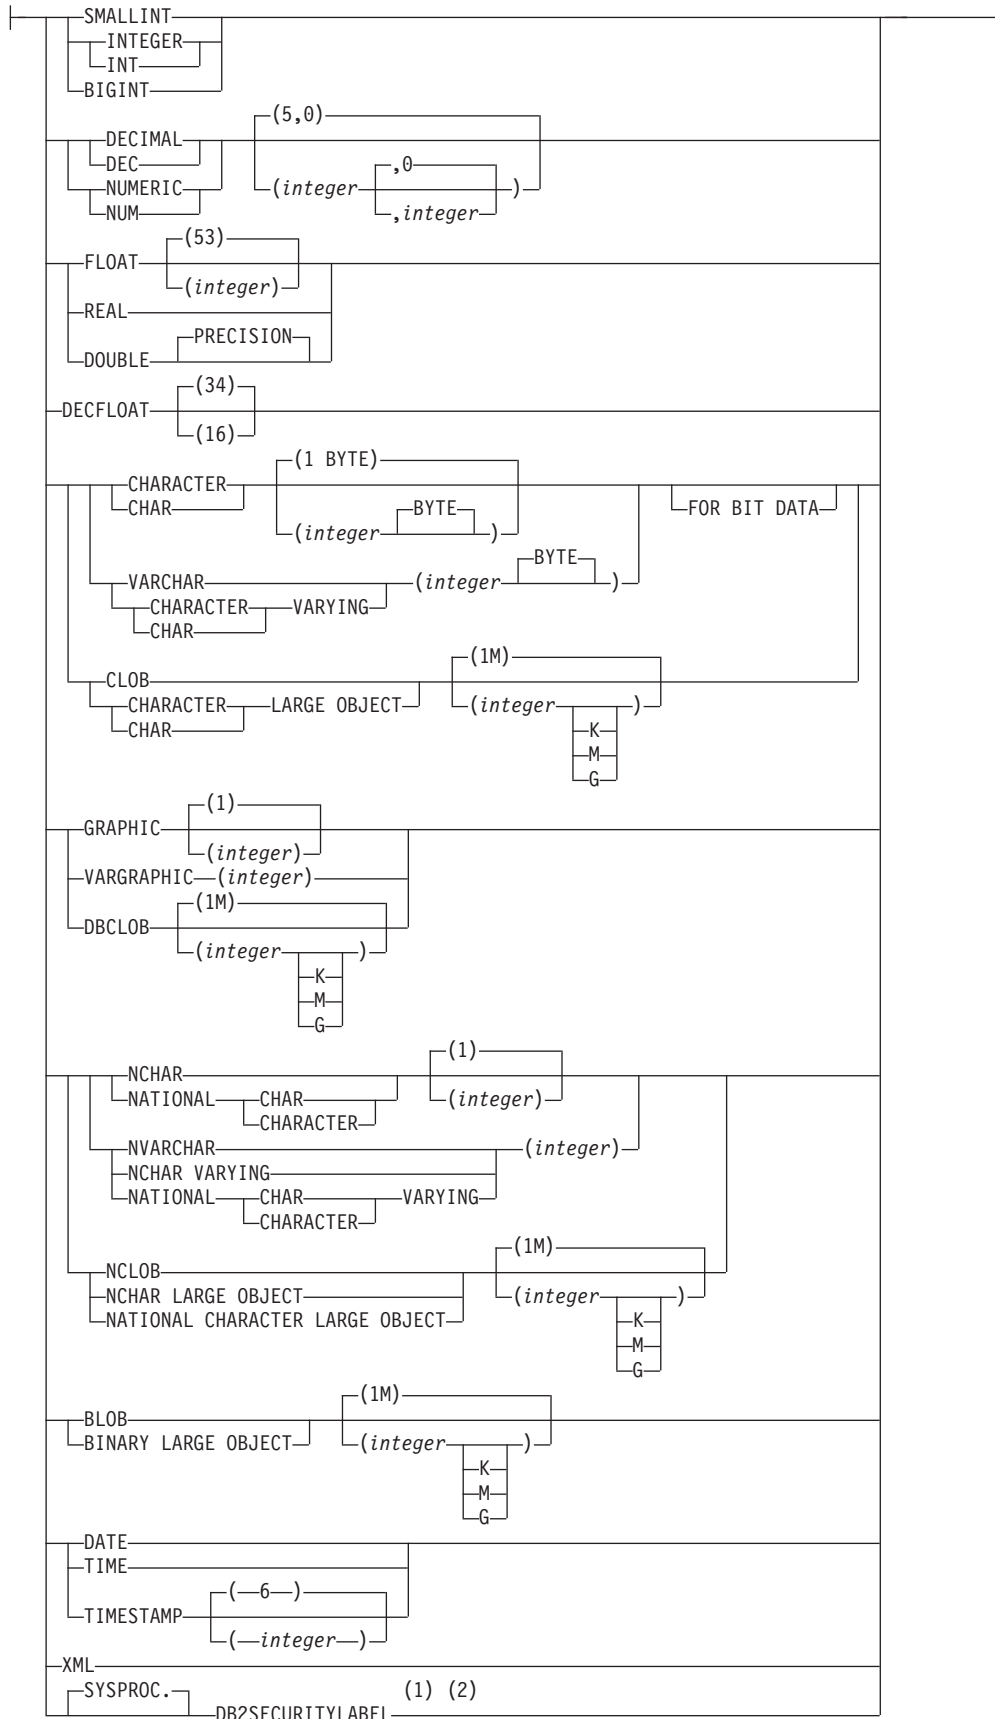 SMALLINT
INTEGER
INT
BIGINT
(5,0)
DECIMAL
DEC
,0
NUMERIC
(integer )
NUM
,integer
(53)
FLOAT
(integer)
REAL
PRECISION
DOUBLE
(34)
DECFLOAT
(16)
(1 BYTE)
CHARACTER
CHAR
FOR BIT DATA
BYTE
(integer )
BYTE
VARCHAR (integer )
CHARACTER VARYING
CHAR
(1M)
CLOB
CHARACTER LARGE OBJECT (integer )
CHAR K
M
G
(1)
GRAPHIC
(integer)
VARGRAPHIC (integer)
(1M)
DBCLOB
(integer )
K
M
G
(1)
NCHAR
NATIONAL CHAR (integer)
CHARACTER
NVARCHAR (integer)
NCHAR VARYING
NATIONAL CHAR VARYING
CHARACTER
(1M)
NCLOB
NCHAR LARGE OBJECT (integer )
NATIONAL CHARACTER LARGE OBJECT K
M
G
(1M)
BLOB
BINARY LARGE OBJECT (integer )
K
M
G
DATE
TIME
( 6 )
TIMESTAMP
( integer )
XML
SYSPROC. (1) (2)
DB2SECURITYLABEL